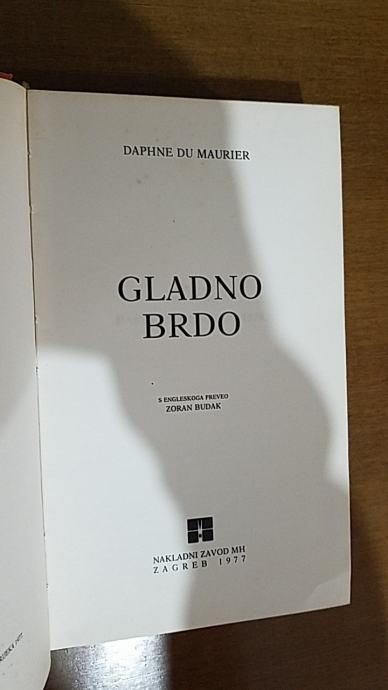 DAPHNE DU MAURIER
GLADNO
BRDO
S ENGLESKOGA PREVEO
ZORAN BUDAK
NAKLADNI ZAVOD MH
ZAGREB 1977